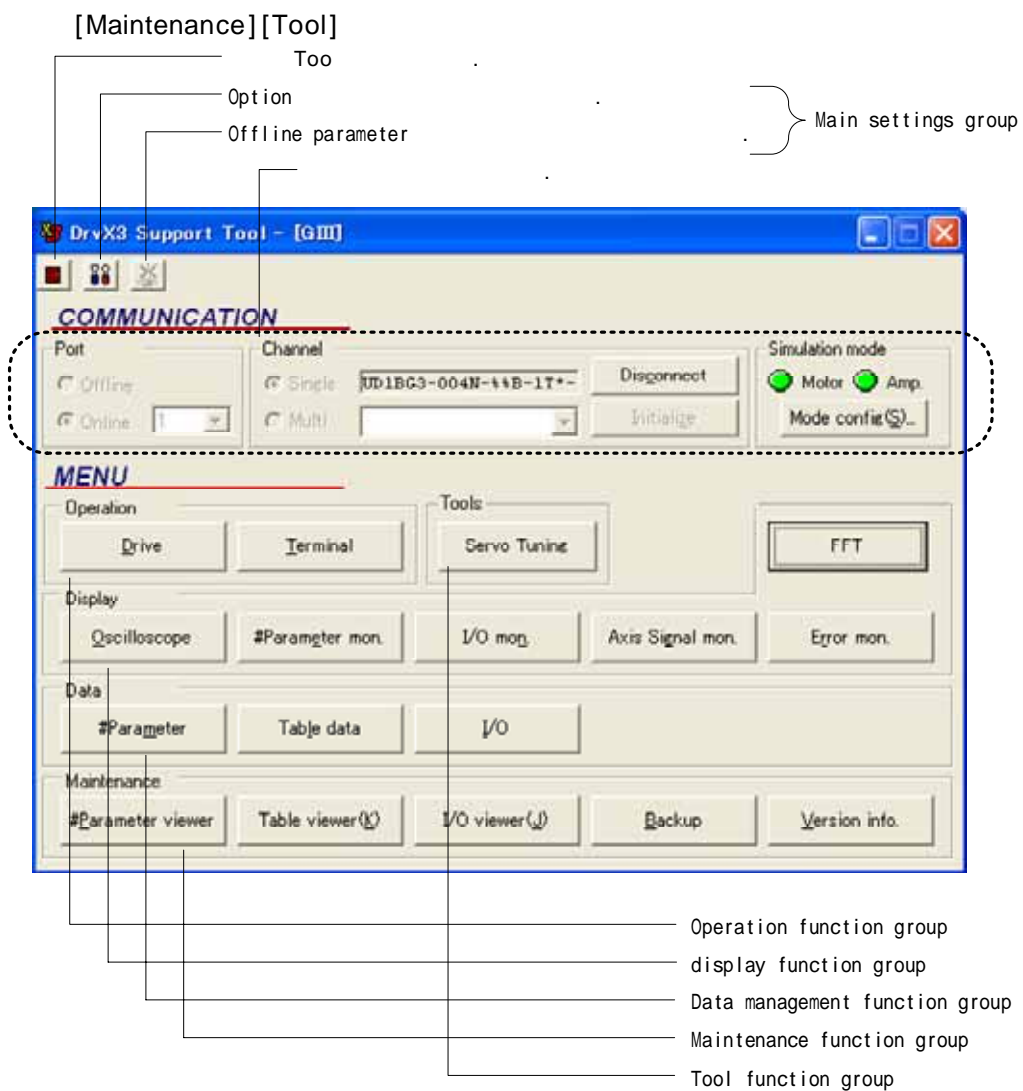 [Maintenance][Tool]
Too .
Option .
Offline parameter .
Main settings group
.
DrvX3 Support Tool - [GIII]
COMMUNICATION
Port
Channel
Simulation mode
Offline
Single UD1BG3-004N-**B-1T*-
Disconnect
Motor Amp.
Online 1
Multi
Initialize
Mode config(S)...
MENU
Operation
Tools
Drive Terminal Servo Tuning FFT
Display
Oscilloscope #Parameter mon. I/O mon. Axis Signal mon. Error mon.
Data
#Parameter Table data I/O
Maintenance
#Parameter viewer Table viewer(K) I/O viewer(J) Backup Version info.
Operation function group
display function group
Data management function group
Maintenance function group
Tool function group